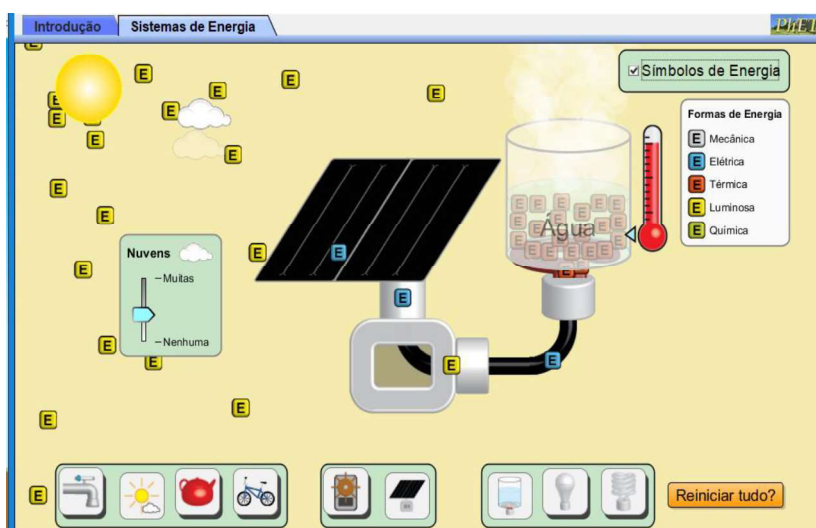 Introdução
Sistemas de Energia
PhET
Símbolos de Energia
Formas de Energia
E Mecânica
E Elétrica
E Térmica
E Luminosa
E Química
Água
Nuvens
Muitas
Nenhuma
Reiniciar tudo?